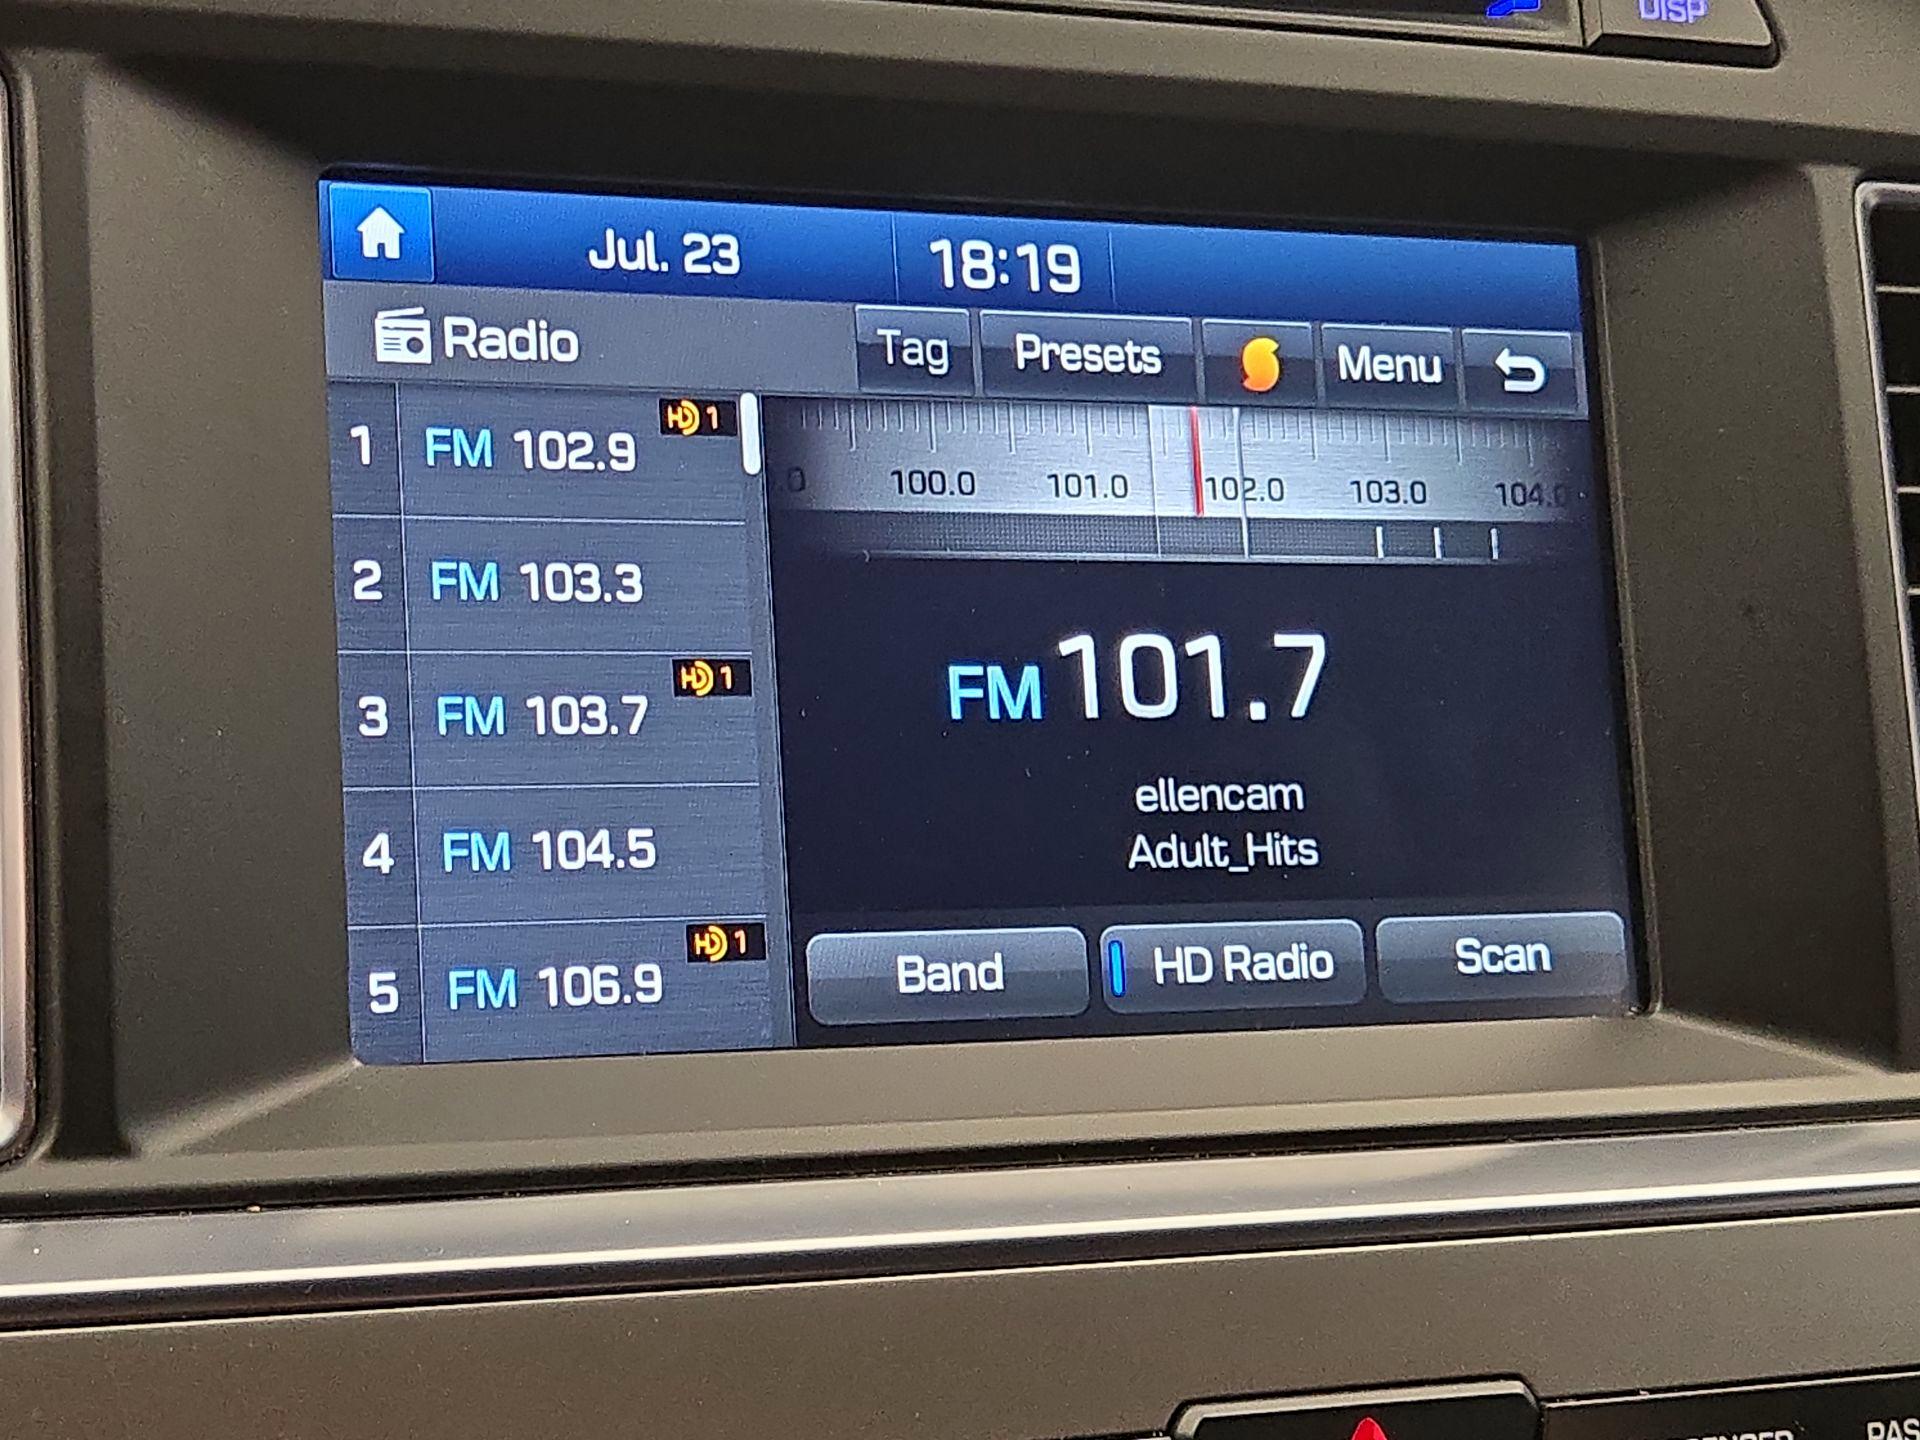 DISP
Jul. 23
18:19
Radio
Tag
Presets
Menu
1 FM 102.9 HD 1
2 FM 103.3
3 FM 103.7 HD 1
4 FM 104.5
5 FM 106.9 HD 1
100.0 101.0 102.0 103.0 104.0
FM 101.7
ellencam
Adult_Hits
Band
HD Radio
Scan